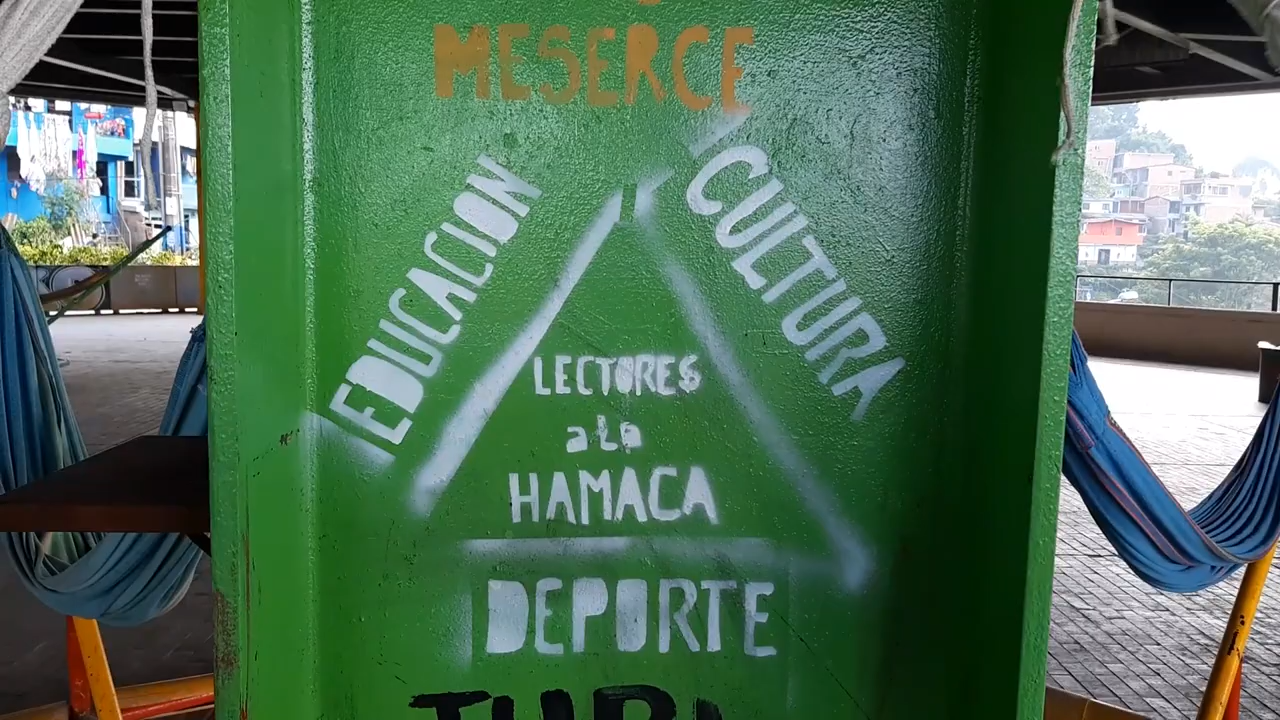 MESERCE
EDUCACION
CULTURA
LECTORES
a la
HAMACA
DEPORTE